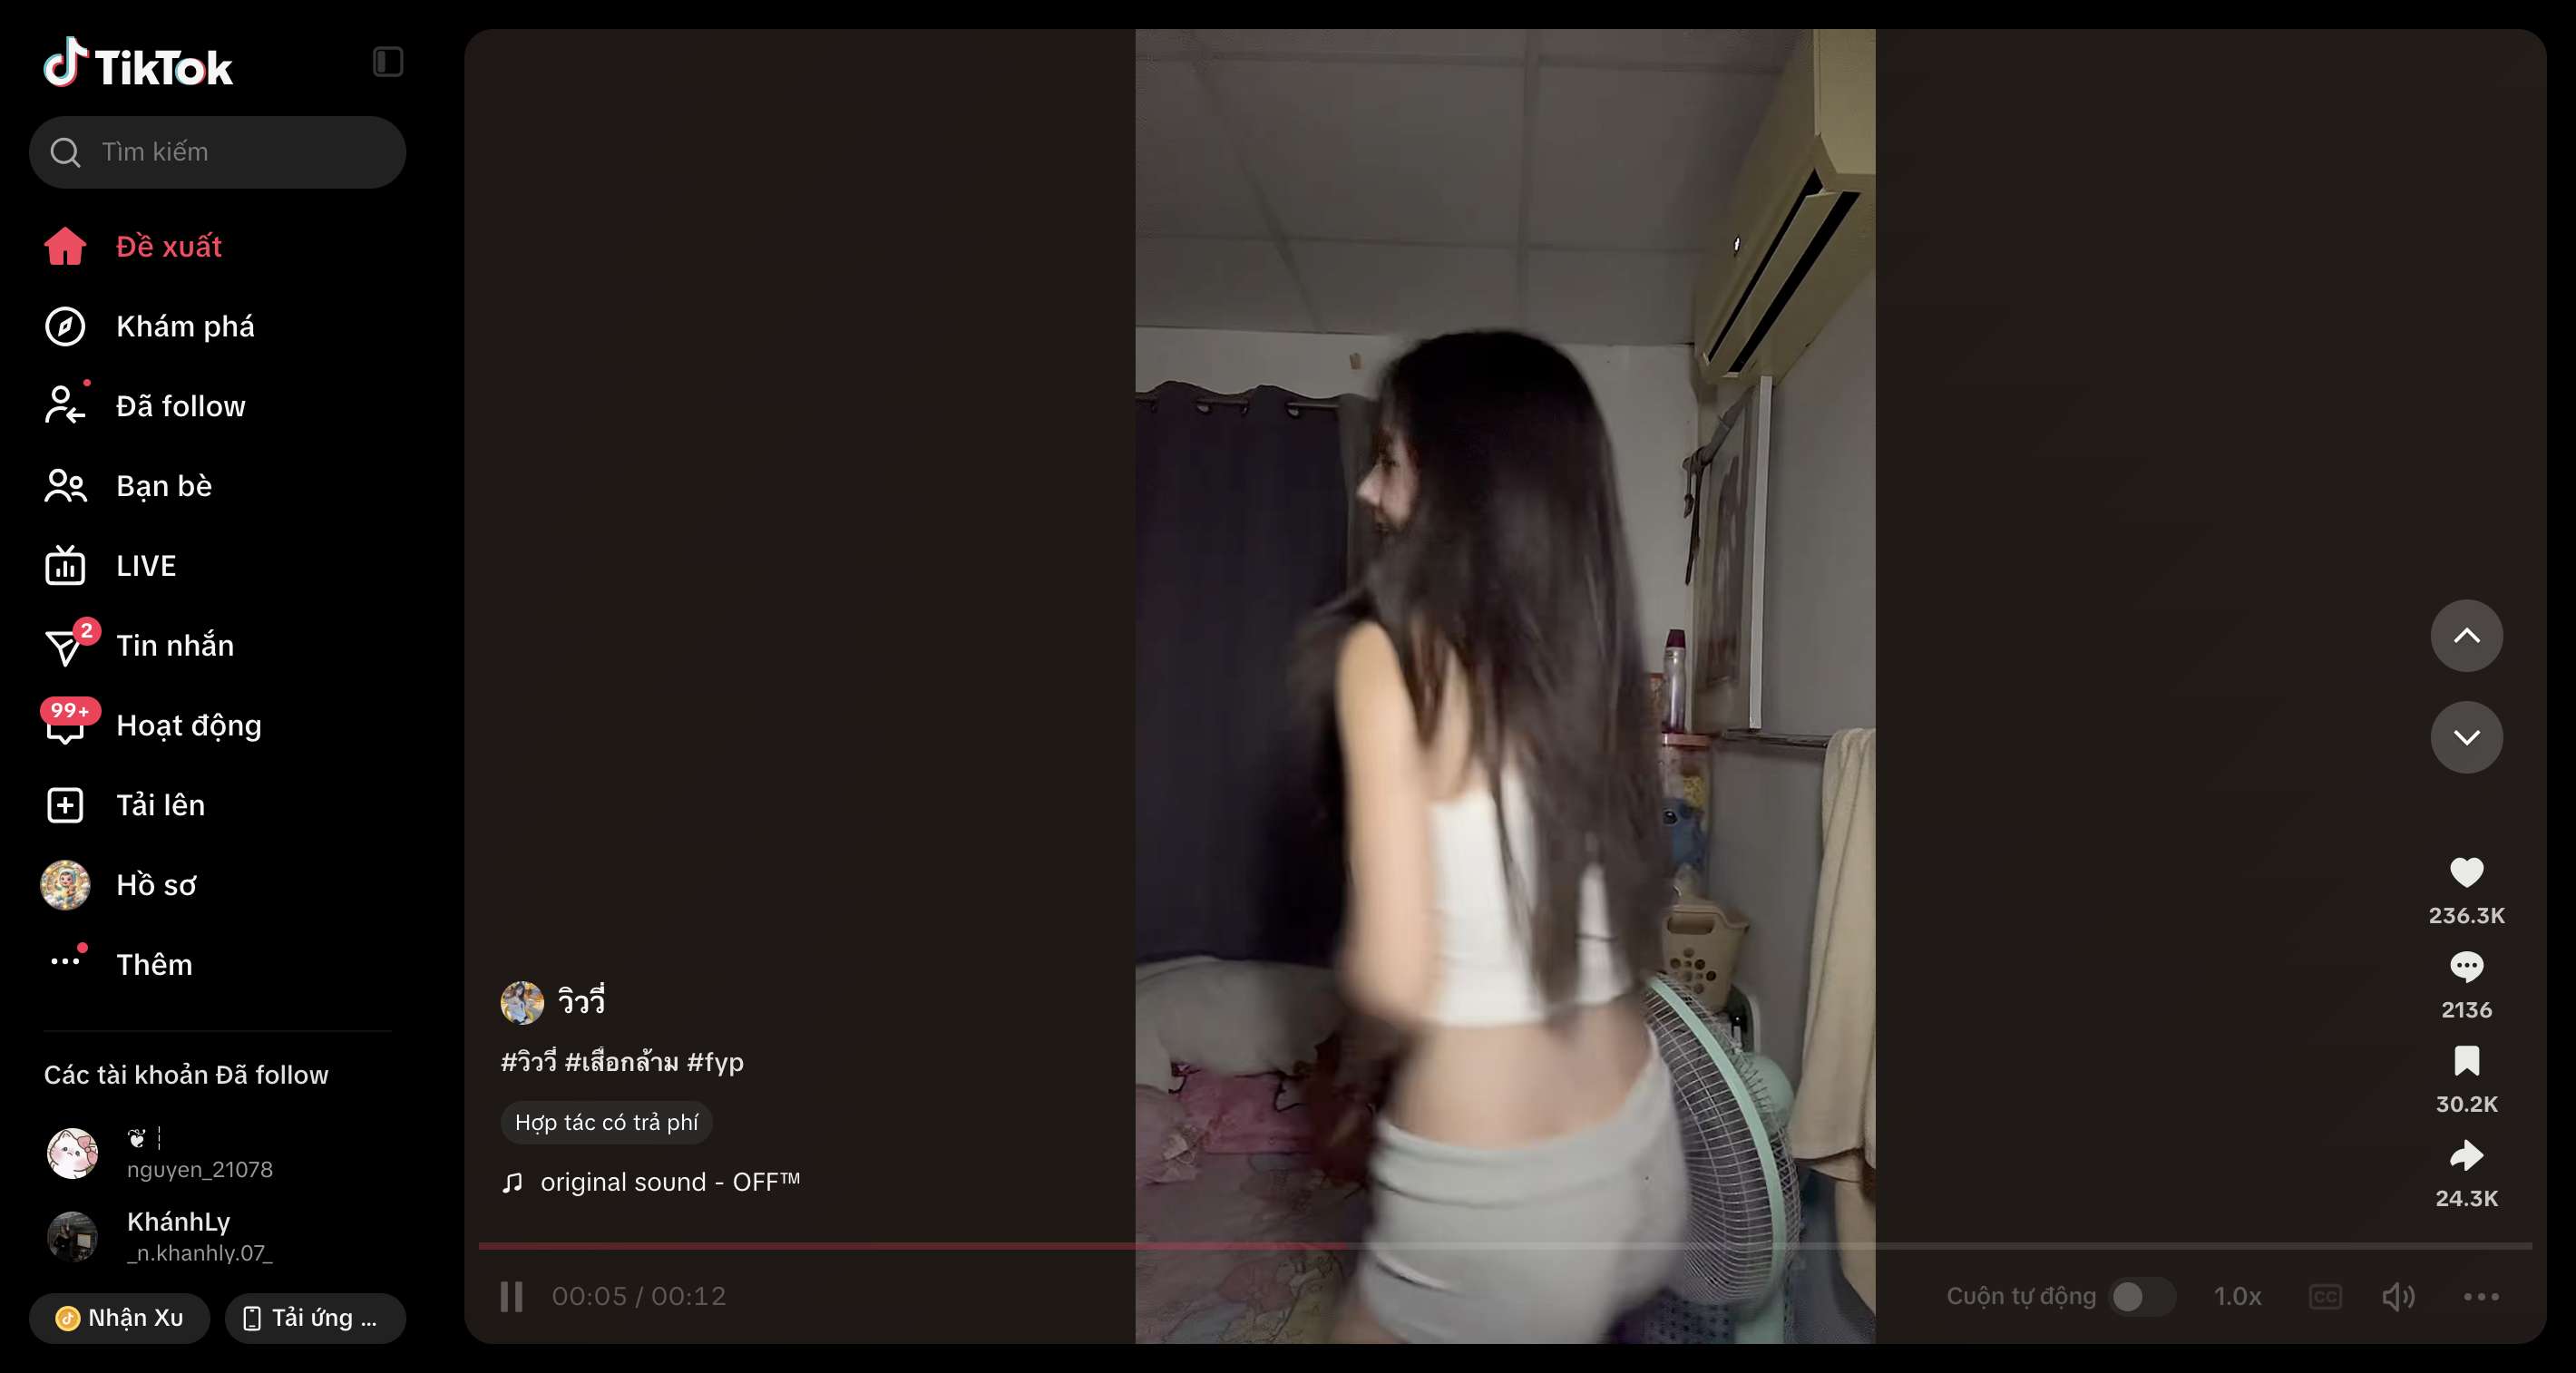 TikTok
Tìm kiếm
Đề xuất
Khám phá
Đã follow
Bạn bè
LIVE
2
Tin nhắn
99+
Hoạt động
Tải lên
Hồ sơ
Thêm
Các tài khoản Đã follow
nguyen_21078
KhánhLy
_n.khanhly.07_
Nhận Xu
Tải ứng ...
วิววี่
#วิววี่ #เสือกล้าม #fyp
Hợp tác có trả phí
original sound - OFF™
00:05 / 00:12
236.3K
2136
30.2K
24.3K
Cuộn tự động
1.0x
CC